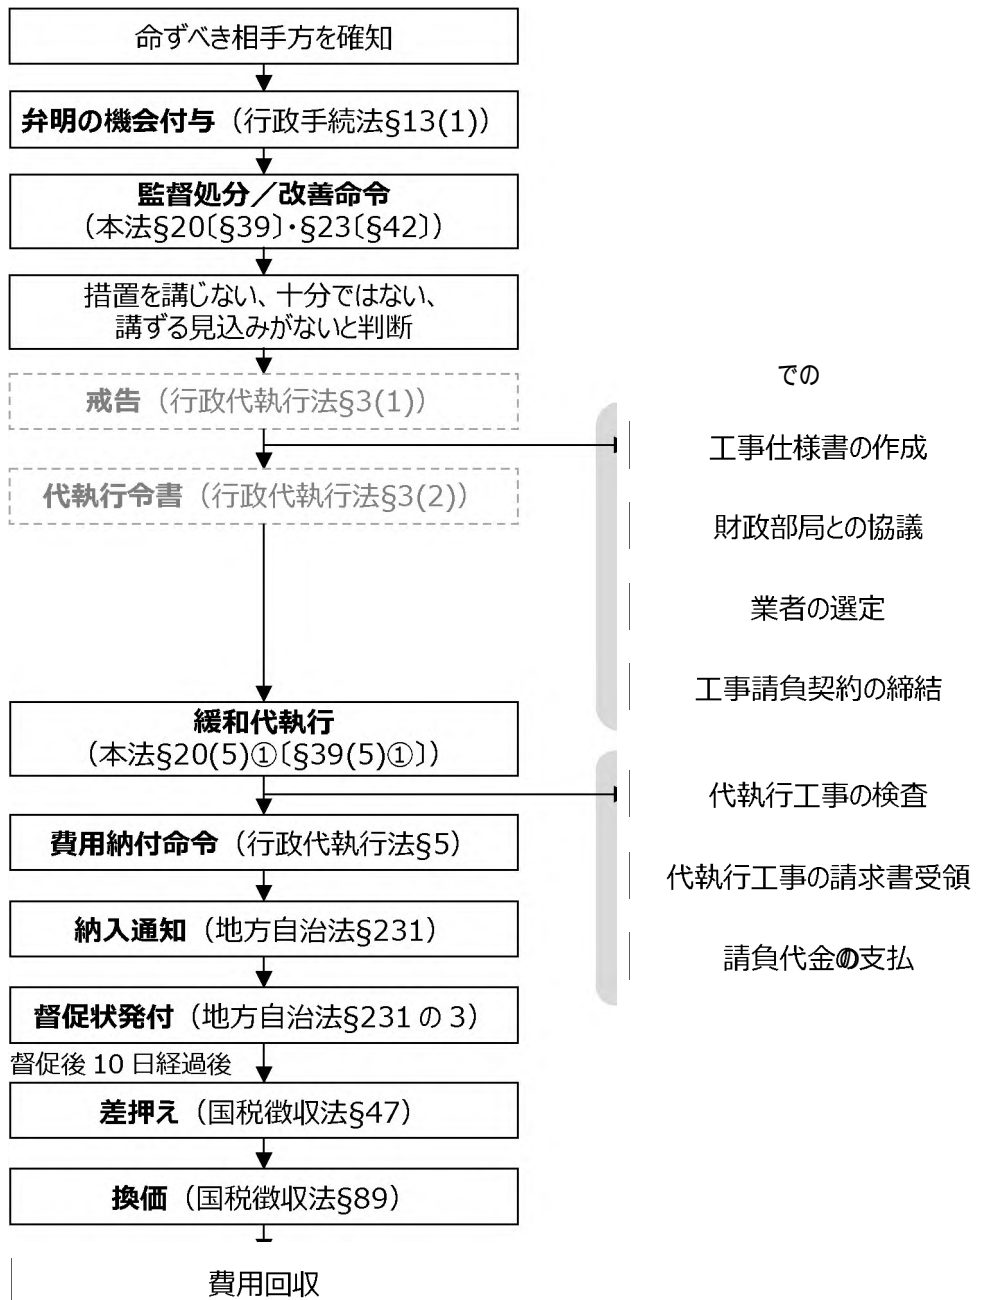 命ずべき相手方を確知
弁明の機会付与（行政手続法§13(1)）
監督処分／改善命令
（本法§20〔§39〕・§23〔§42〕）
措置を講じない、十分ではない、
講ずる見込みがないと判断
戒告（行政代執行法§3(1)）
代執行令書（行政代執行法§3(2)）
緩和代執行
（本法§20(5)①〔§39(5)①〕）
費用納付命令（行政代執行法§5）
納入通知（地方自治法§231）
督促状発付（地方自治法§231 の 3）
督促後 10 日経過後
差押え（国税徴収法§47）
換価（国税徴収法§89）
費用回収
での
工事仕様書の作成
財政部局との協議
業者の選定
工事請負契約の締結
代執行工事の検査
代執行工事の請求書受領
請負代金の支払